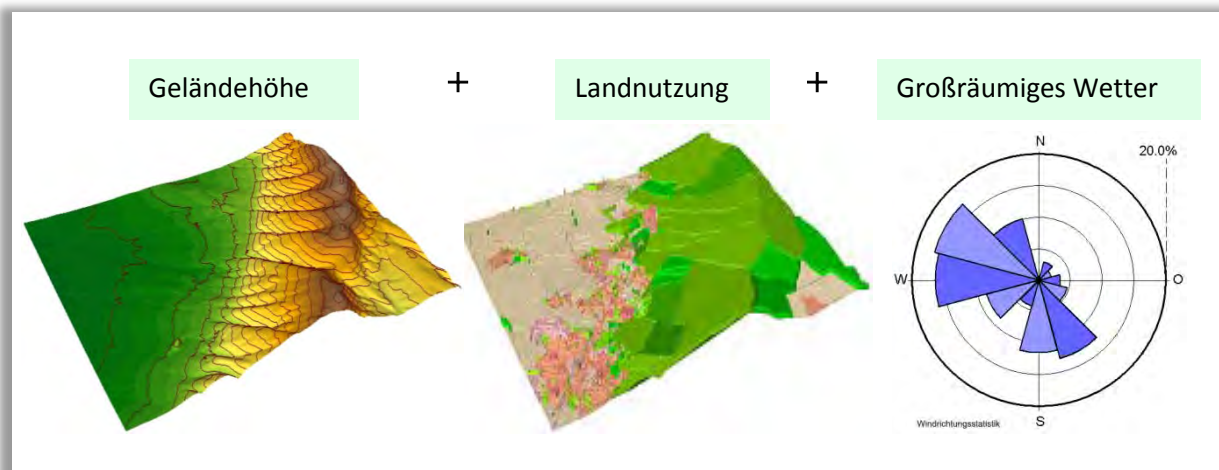 Geländehöhe + Landnutzung + Großräumiges Wetter
N
20.0%
W
O
S
Windrichtungsstatistik